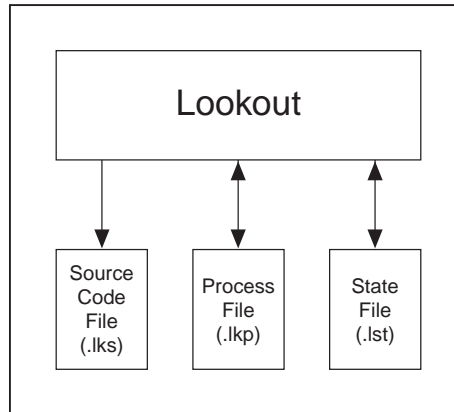 Lookout
Source
Code
File
(.lks)
Process
File
(.lkp)
State
File
(.lst)